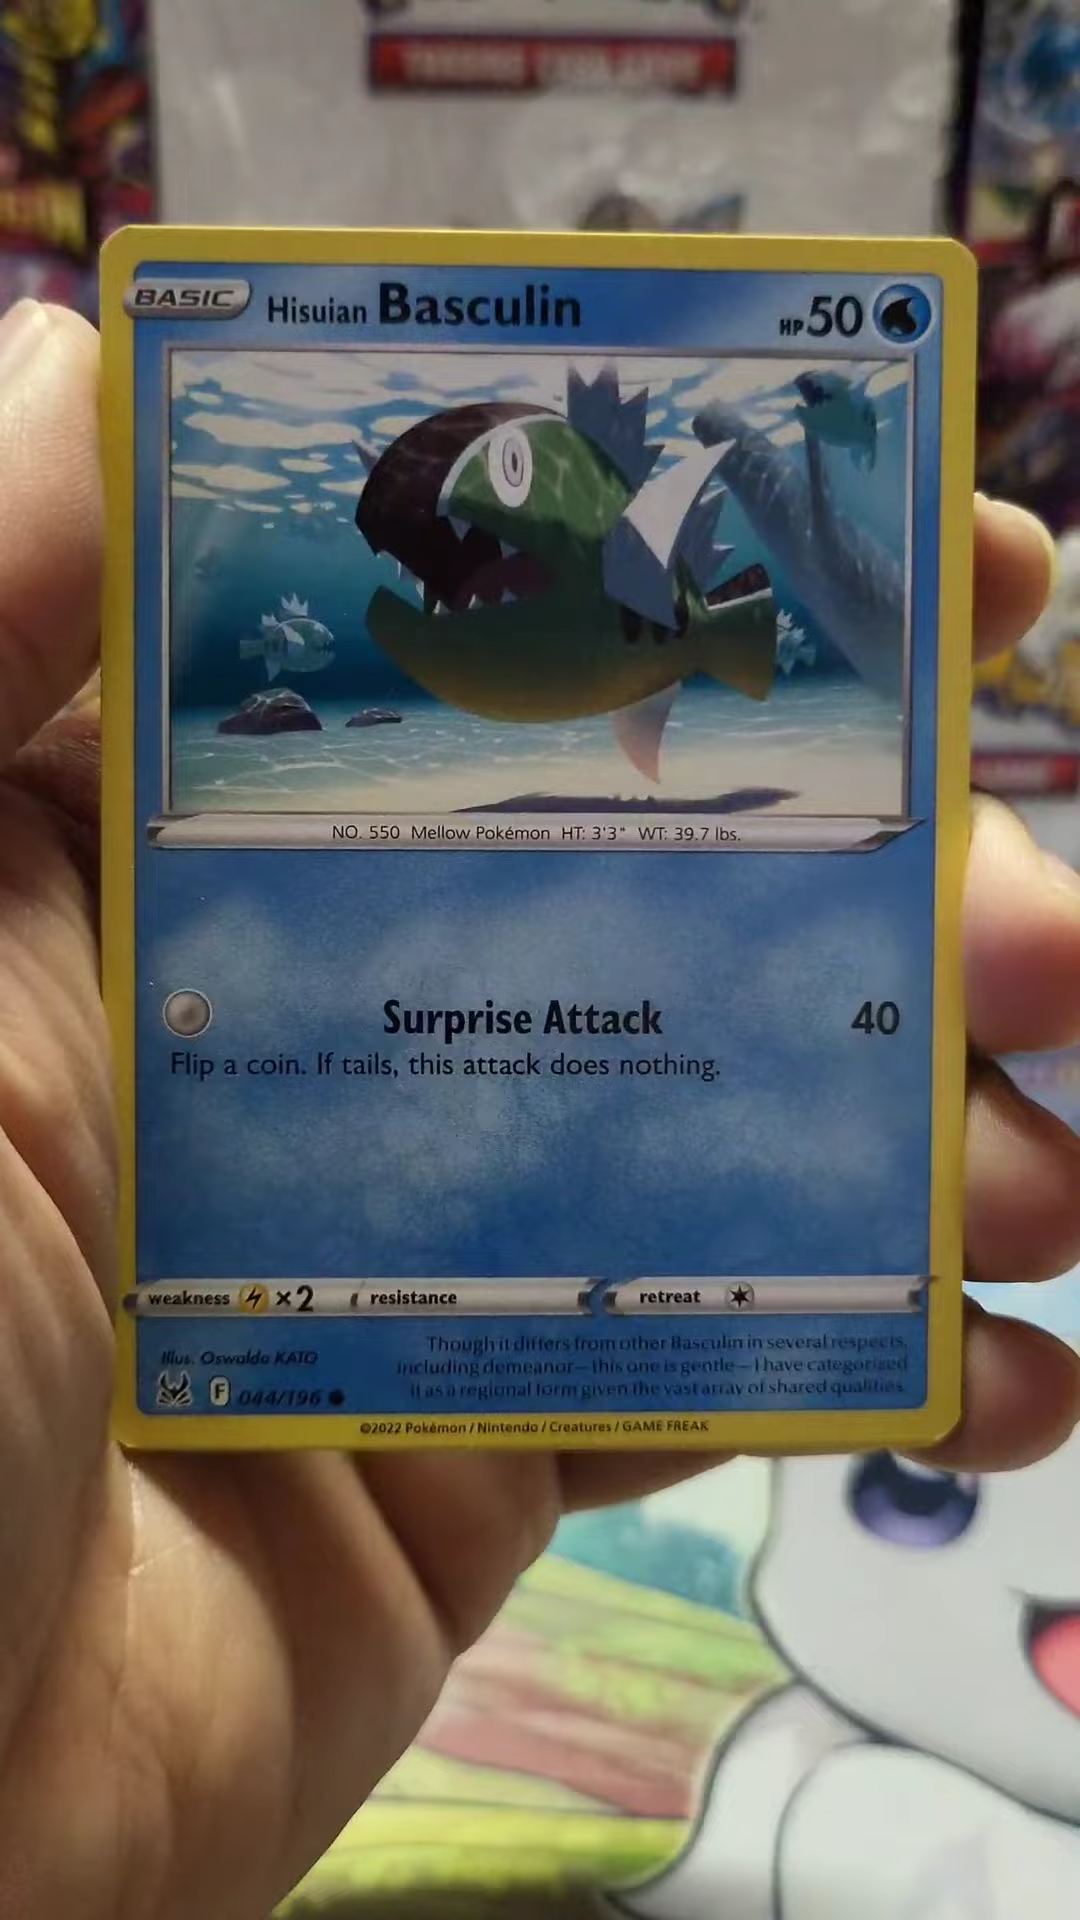 BASIC
Hisuian Basculin
HP 50
NO. 550 Mellow Pokémon HT: 3'3" WT: 39.7 lbs.
Surprise Attack 40
Flip a coin. If tails, this attack does nothing.
weakness ×2 resistance retreat
Though it differs from other Basculin in several respects,
including demeanor—this one is gentle—I have categorized
it as a regional form given the vast array of shared qualities.
Illus. Oswaldo KATO
F 044/196
©2022 Pokémon / Nintendo / Creatures / GAME FREAK